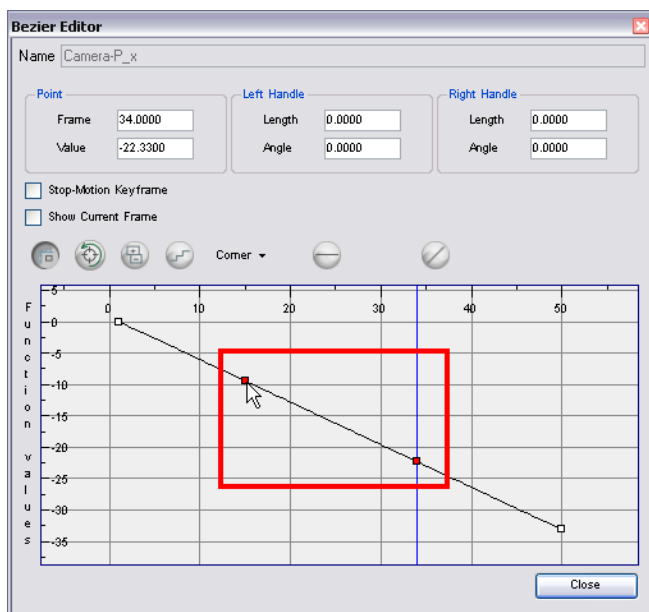 Bezier Editor
Name Camera-P_x
Point Left Handle Right Handle
Frame 34.0000 Length 0.0000 Length 0.0000
Value -22.3300 Angle 0.0000 Angle 0.0000
Stop-Motion Keyframe
Show Current Frame
Corner
Function values
-5
0 10 20 30 40 50
-0
-5
-10
-15
-20
-25
-30
-35
Close